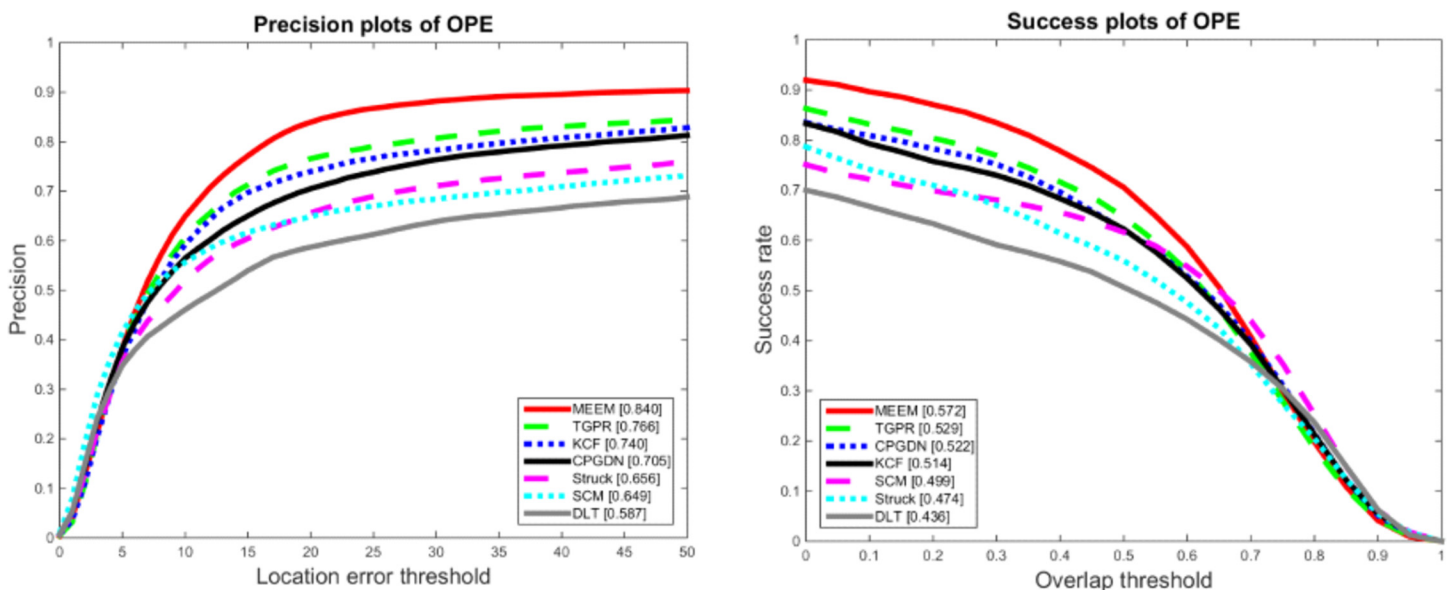 Precision plots of OPE
1
0.9
0.8
0.7
0.6
0.5
0.4
0.3
0.2
0.1
0
Precision
0 5 10 15 20 25 30 35 40 45 50
Location error threshold
MEEM [0.840]
TGPR [0.766]
KCF [0.740]
CPGDN [0.705]
Struck [0.656]
SCM [0.649]
DLT [0.587]
Success plots of OPE
1
0.9
0.8
0.7
0.6
0.5
0.4
0.3
0.2
0.1
0
Success rate
0 0.1 0.2 0.3 0.4 0.5 0.6 0.7 0.8 0.9 1
Overlap threshold
MEEM [0.572]
TGPR [0.529]
CPGDN [0.522]
KCF [0.514]
SCM [0.499]
Struck [0.474]
DLT [0.436]